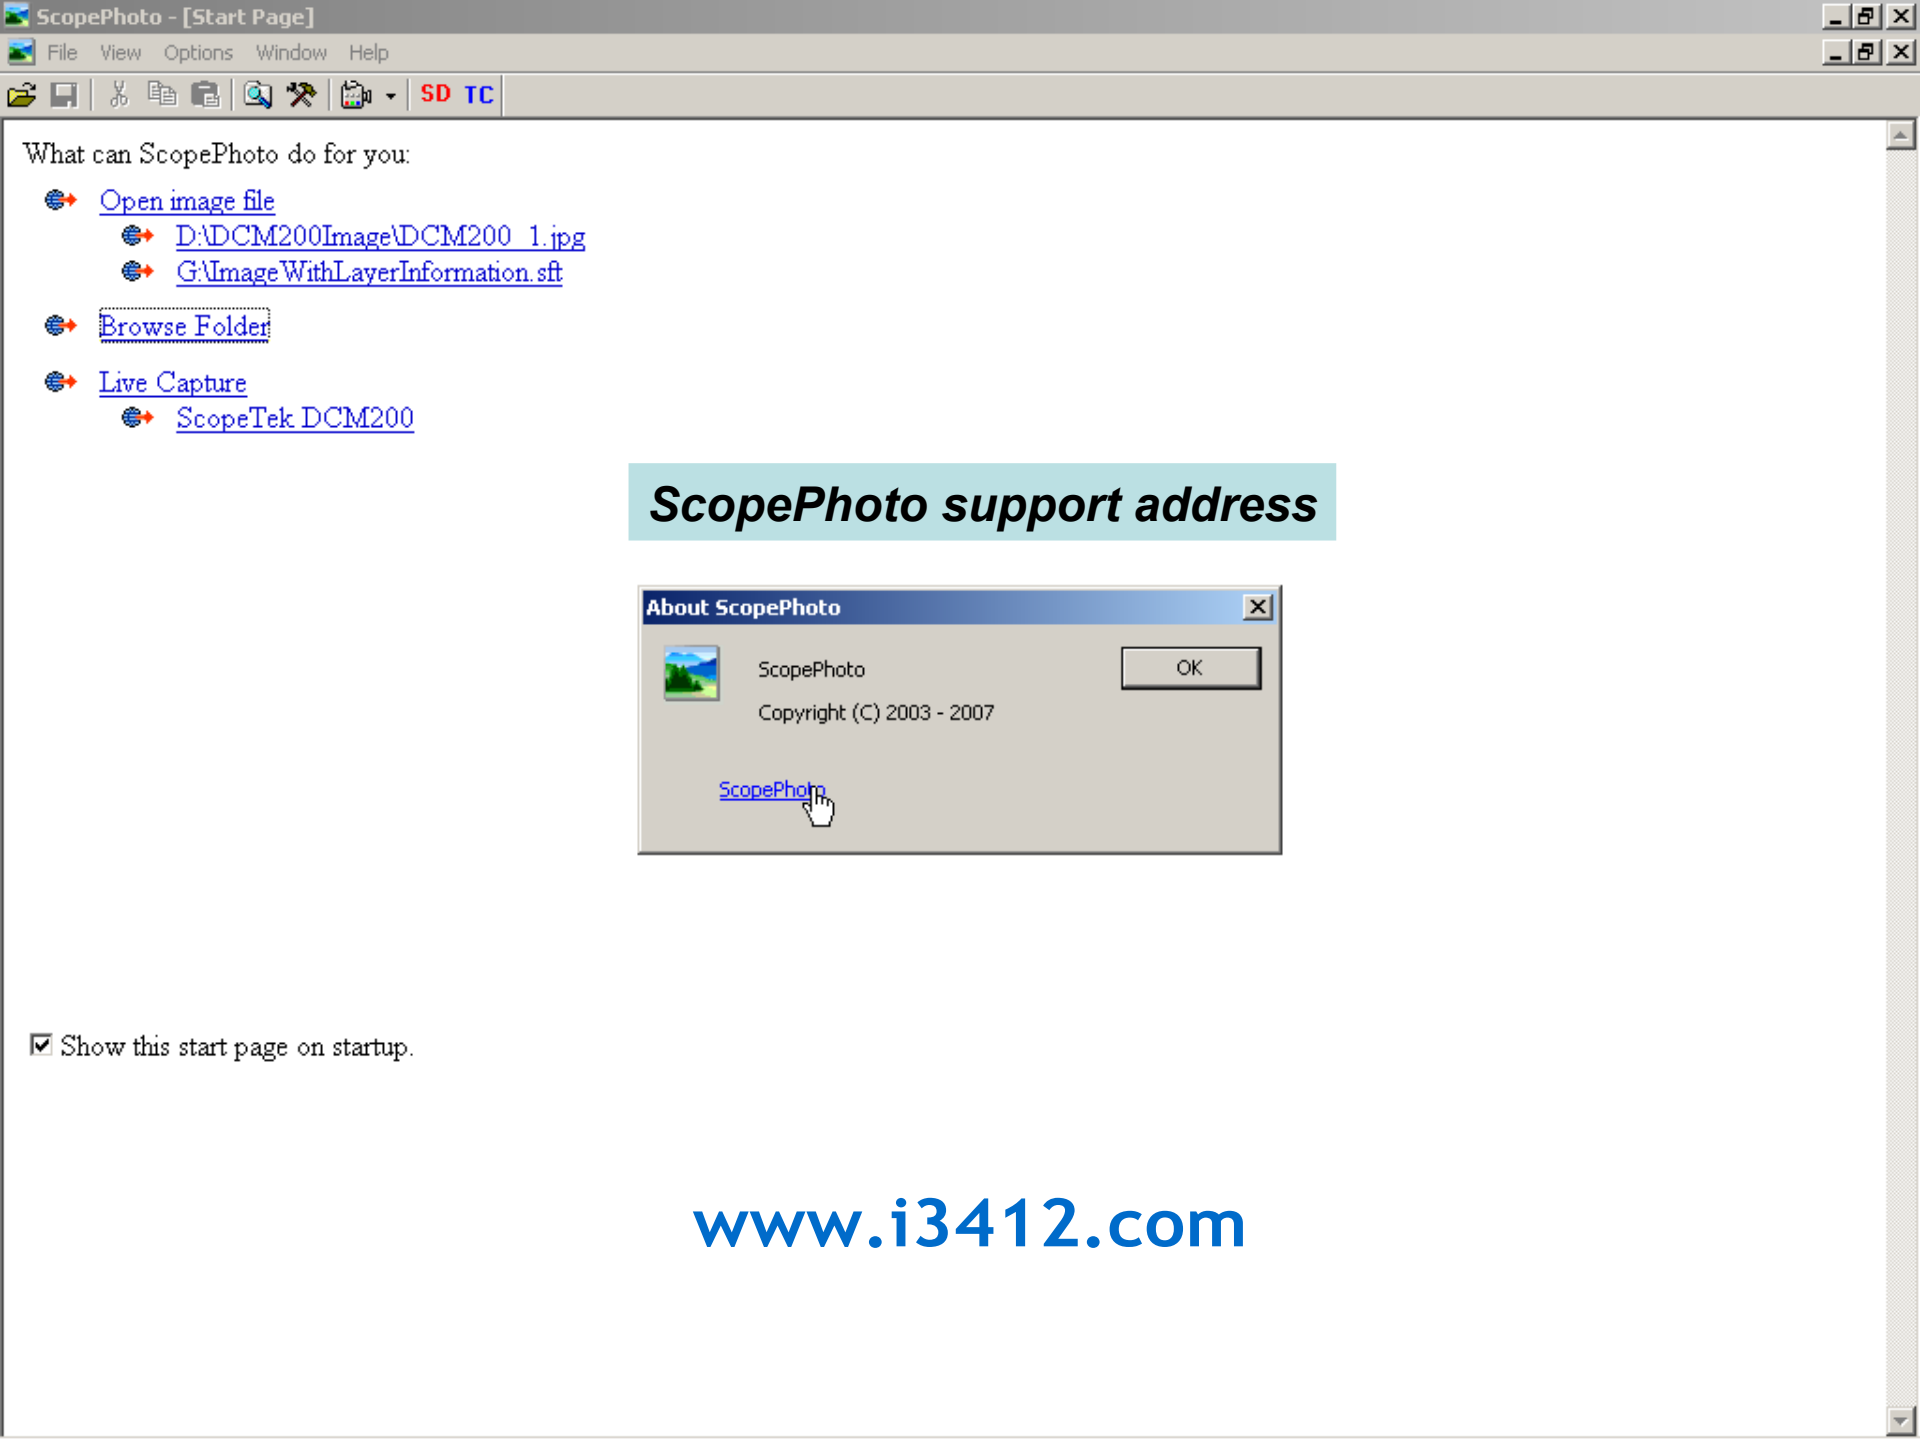 ScopePhoto - [Start Page]
File View Options Window Help
SD TC
What can ScopePhoto do for you:
Open image file
D:\DCM200Image\DCM200_1.jpg
G:\ImageWithLayerInformation.sft
Browse Folder
Live Capture
ScopeTek DCM200
ScopePhoto support address
About ScopePhoto
ScopePhoto
OK
Copyright (C) 2003 - 2007
ScopePhoto
Show this start page on startup.
www.i3412.com